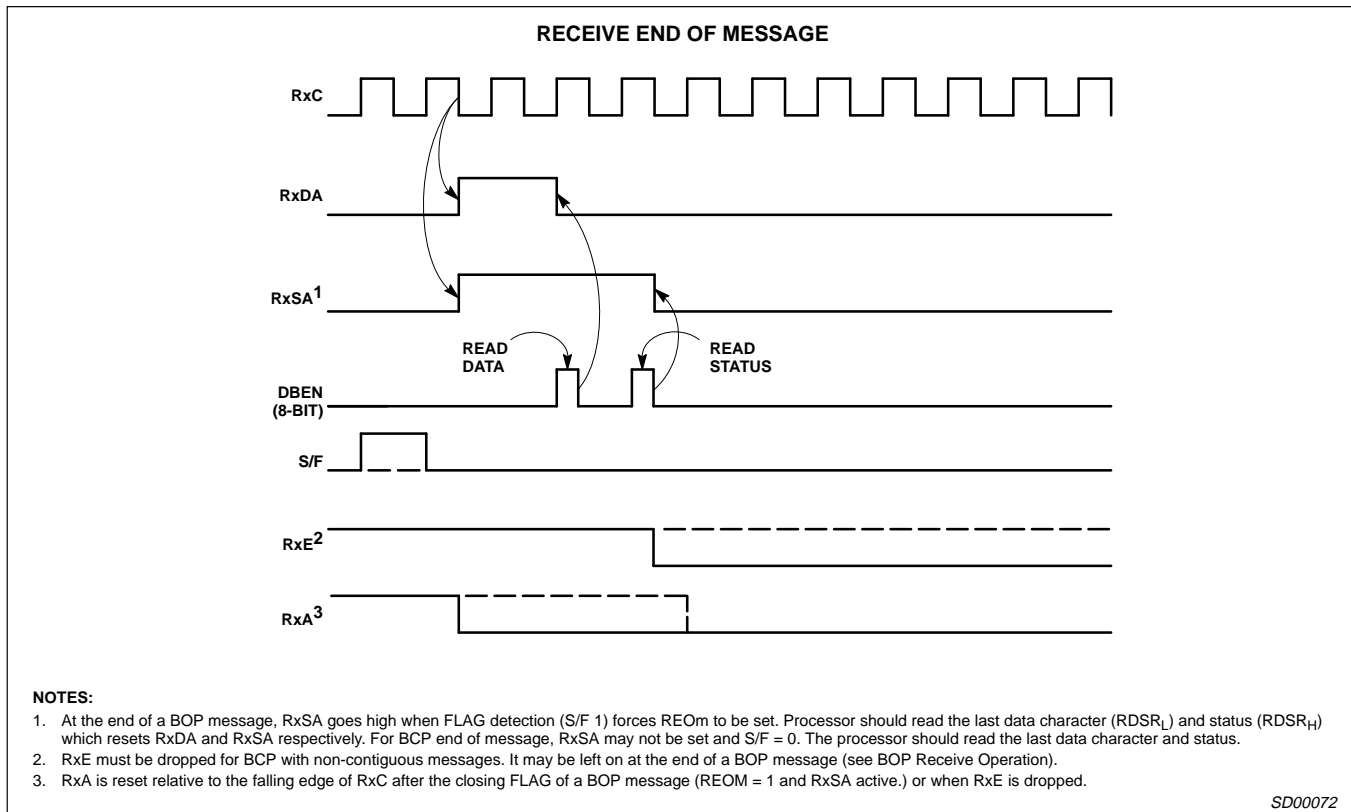 RECEIVE END OF MESSAGE
RxC
RxDA
RxSA1
READ
DATA
READ
STATUS
DBEN
(8-BIT)
S/F
RxE2
RxA3
NOTES:
1. At the end of a BOP message, RxSA goes high when FLAG detection (S/F 1) forces REOm to be set. Processor should read the last data character (RDSRL) and status (RDSRH)
which resets RxDA and RxSA respectively. For BCP end of message, RxSA may not be set and S/F = 0. The processor should read the last data character and status.
2. RxE must be dropped for BCP with non-contiguous messages. It may be left on at the end of a BOP message (see BOP Receive Operation).
3. RxA is reset relative to the falling edge of RxC after the closing FLAG of a BOP message (REOM = 1 and RxSA active.) or when RxE is dropped.
SD00072